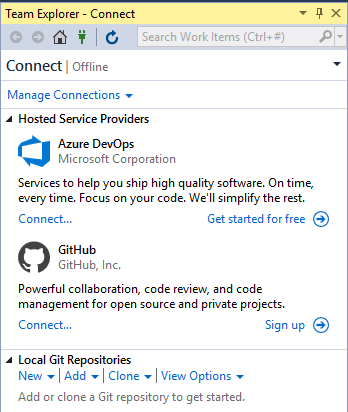 Team Explorer - Connect
Search Work Items (Ctrl+#)
Connect | Offline
Manage Connections
Hosted Service Providers
Azure DevOps
Microsoft Corporation
Services to help you ship high quality software. On time,
every time. Focus on your code. We'll simplify the rest.
Connect... Get started for free
GitHub
GitHub, Inc.
Powerful collaboration, code review, and code
management for open source and private projects.
Connect... Sign up
Local Git Repositories
New | Add | Clone | View Options
Add or clone a Git repository to get started.